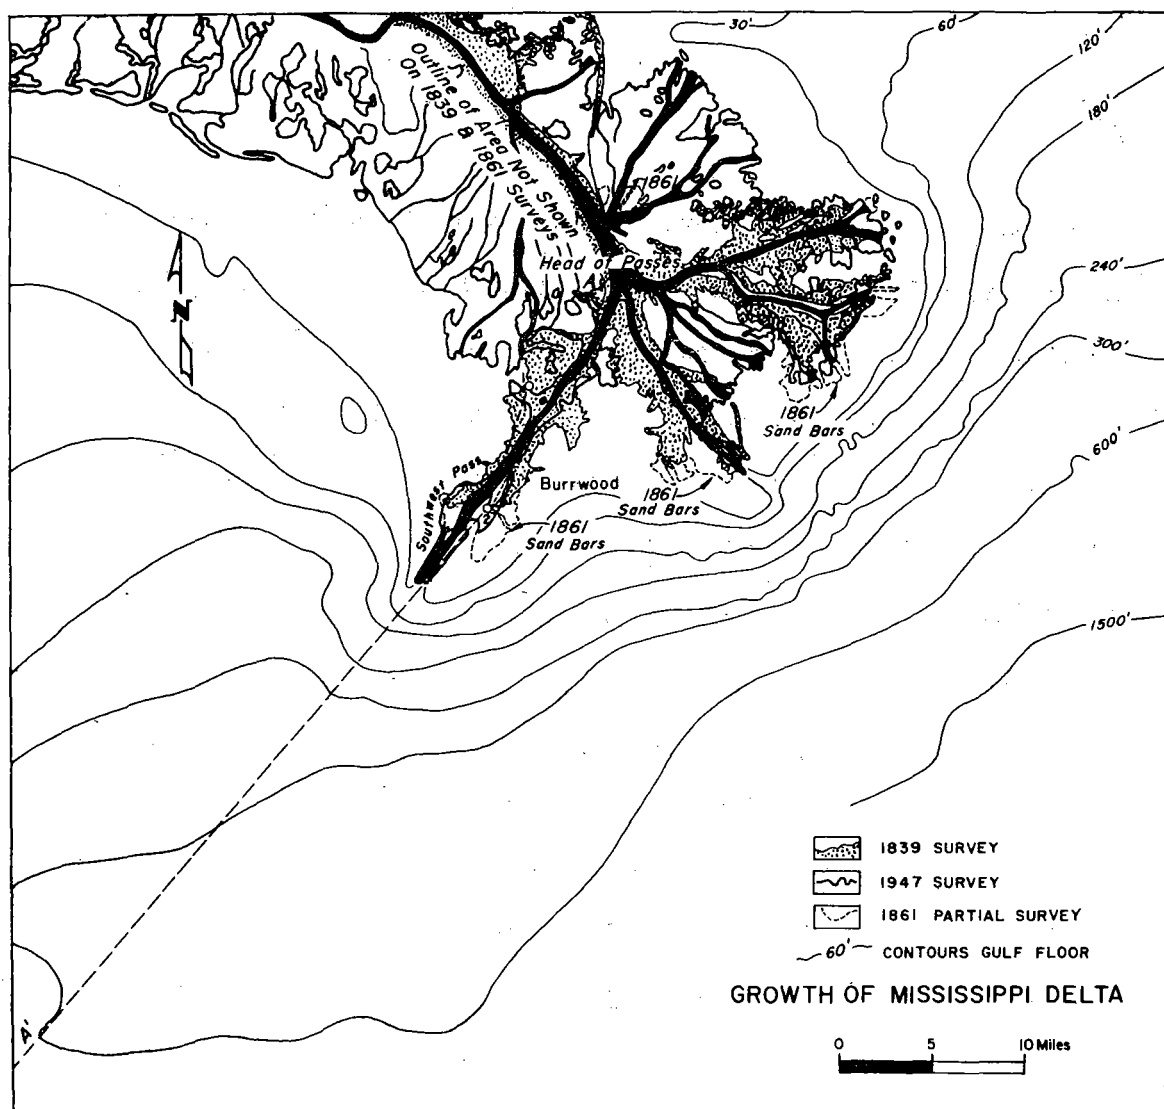 30'
60'
120'
180'
240'
300'
600'
1500'
Outline of Area Not Shown
On 1839 & 1861 Surveys
1861
Head of Passes
N
1861
Sand Bars
Southwest Pass
Burrwood
1861
Sand Bars
1861
Sand Bars
A'
1839 SURVEY
1947 SURVEY
1861 PARTIAL SURVEY
60' CONTOURS GULF FLOOR
GROWTH OF MISSISSIPPI DELTA
0 5 10 Miles